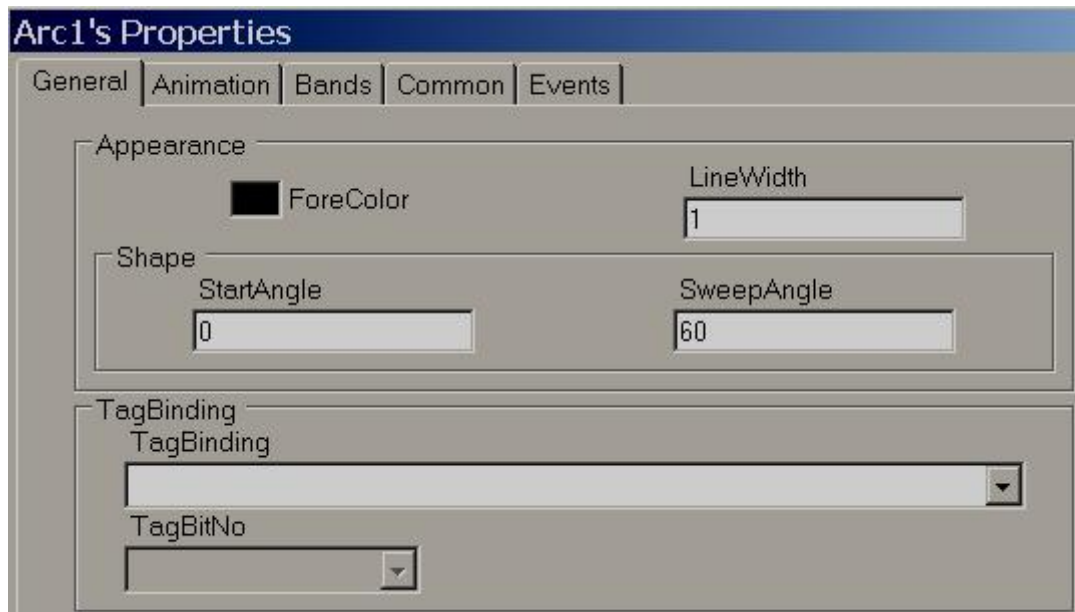 Arc1's Properties
General Animation Bands Common Events
Appearance
ForeColor
LineWidth
1
Shape
StartAngle
SweepAngle
0
60
TagBinding
TagBinding
TagBitNo